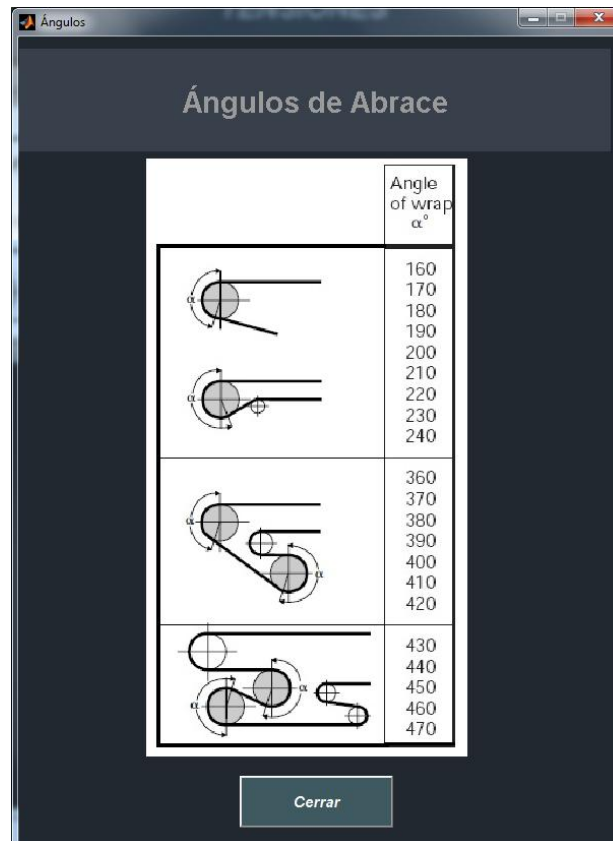 TENSIONES
Ángulos
Ángulos de Abrace
Angle
of wrap
α°
α
160
170
180
190
200
210
α
220
230
240
360
370
380
α
390
400
α
410
420
430
440
α
450
α
460
470
Cerrar